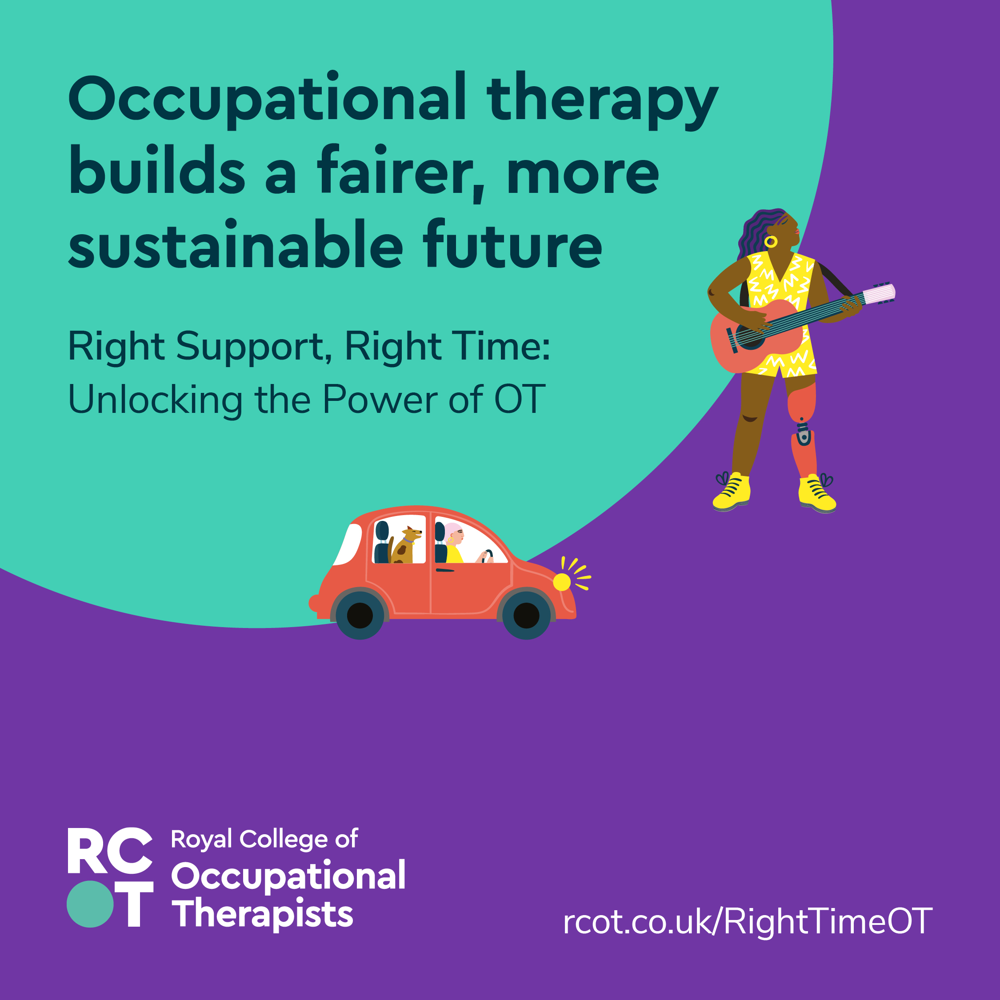 Occupational therapy
builds a fairer, more
sustainable future
Right Support, Right Time:
Unlocking the Power of OT
RC
OT
Royal College of
Occupational
Therapists
rcot.co.uk/RightTimeOT